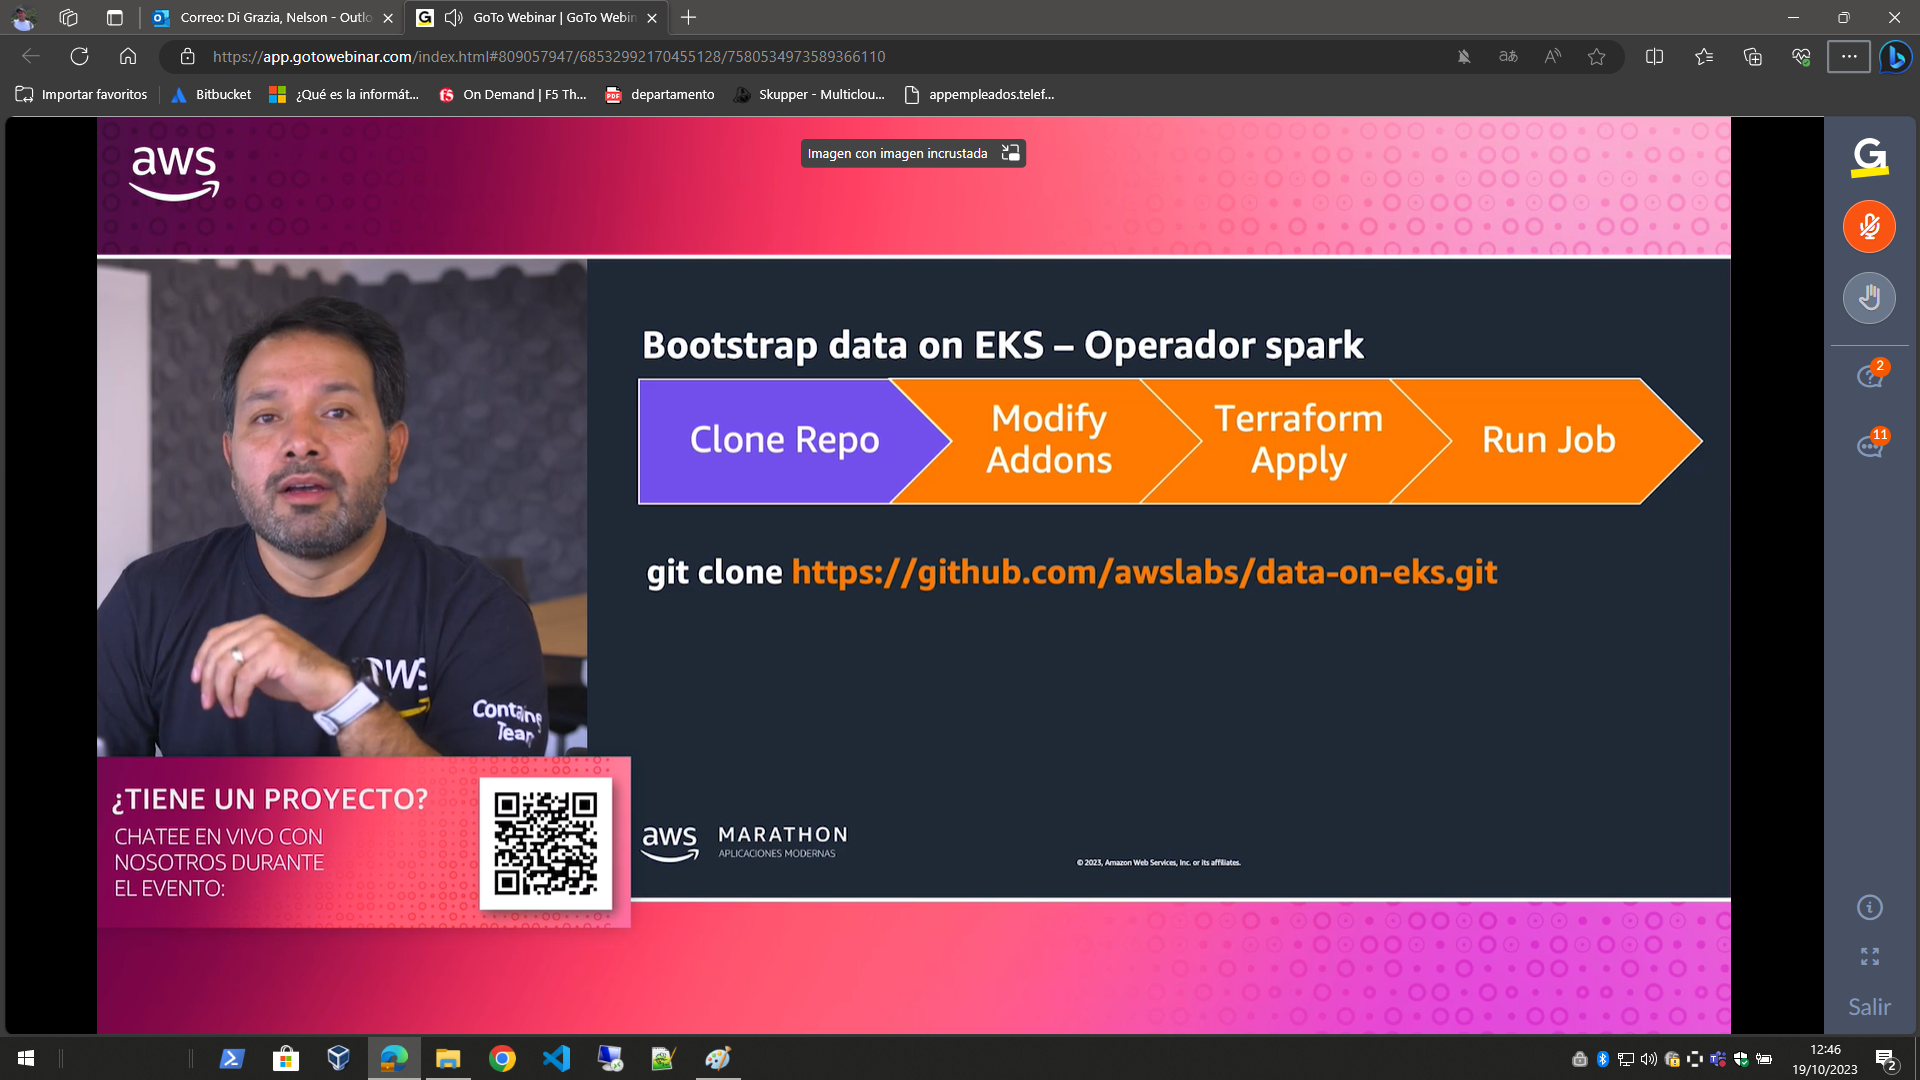 Correo: Di Grazia, Nelson - Outlo
GoTo Webinar | GoTo Webin
https://app.gotowebinar.com/index.html#809057947/68532992170455128/7580534973589366110
Importar favoritos
Bitbucket
¿Qué es la informát...
On Demand | F5 Th...
departamento
Skupper - Multiclou...
appempleados.telef...
aws
Imagen con imagen incrustada
Bootstrap data on EKS – Operador spark
Clone Repo
Modify
Addons
Terraform
Apply
Run Job
git clone https://github.com/awslabs/data-on-eks.git
aws
Team
¿TIENE UN PROYECTO?
CHATEE EN VIVO CON
NOSOTROS DURANTE
EL EVENTO:
aws MARATHON
APLICACIONES MODERNAS
© 2023, Amazon Web Services, Inc. or its affiliates.
2
11
Salir
12:46
19/10/2023
2